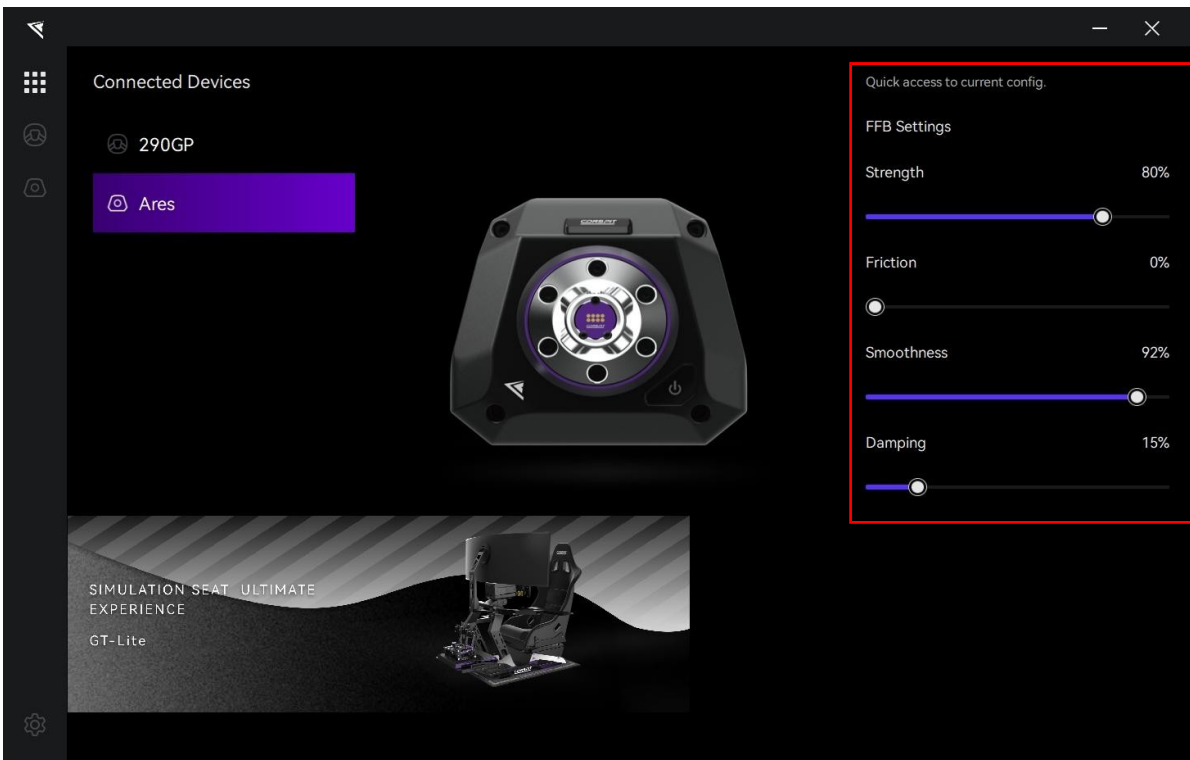 Connected Devices
290GP
Ares
Quick access to current config.
FFB Settings
Strength 80%
Friction 0%
Smoothness 92%
Damping 15%
SIMULATION SEAT ULTIMATE
EXPERIENCE
GT-Lite